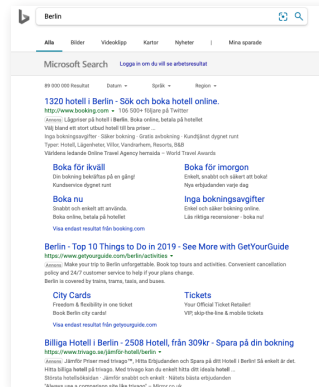 Berlin
Alla Bilder Videoklipp Kartor Nyheter | Mina sparade
Microsoft Search Logga in om du vill se arbetsresultat
89 000 000 Resultat Datum Språk Region
1320 hotell i Berlin - Sök och boka hotell online.
http://www.booking.com 106 500+ följare på Twitter
Annons Lågpriser på hotell i Berlin. Boka online, betala på hotellet
Välj bland ett stort utbud hotell till bra priser ...
Inga bokningsavgifter · Säker bokning · Gratis avbokning · Kundtjänst dygnet runt
Typer: Hotell, Lägenheter, Villor, Vandrarhem, Resorts, B&B
Världens ledande Online Travel Agency hemsida – World Travel Awards
Boka för ikväll
Din bokning bekräftas på en gång!
Kundservice dygnet runt
Boka för imorgon
Enkelt, snabbt och säkert att boka!
Nya erbjudanden varje dag
Boka nu
Snabbt och enkelt att använda.
Boka online, betala på hotellet
Inga bokningsavgifter
Enkel och säker bokning online.
Läs riktiga recensioner - boka nu!
Visa endast resultat från booking.com
Berlin - Top 10 Things to Do in 2019 - See More with GetYourGuide
https://www.getyourguide.com/berlin/activities
Annons Make your trip to Berlin unforgettable. Book top tours and activities. Convenient cancellation
policy and 24/7 customer service to help if your plans change.
Berlin is covered by trains, trams, taxis, and buses.
City Cards
Freedom & flexibility in one ticket
Book Berlin city cards!
Tickets
Your Official Ticket Retailer!
VIP, skip-the-line & mobile tickets
Visa endast resultat från getyourguide.com
Billiga Hotell i Berlin - 2508 Hotell, från 309kr - Spara på din bokning
https://www.trivago.se/jämför-hotell/berlin
Annons Jämför Priser med trivago™, Hitta Erbjudanden och Spara på ditt Hotell i Berlin! Så enkelt är det.
Hitta billiga hotell på trivago. Med trivago kan du enkelt hitta ditt ideala hotell ...
Största hotellsöksidan · Jämför snabbt och enkelt · Nätets bästa erbjudanden
"Always use a comparison site like trivago" – Mirror.co.uk